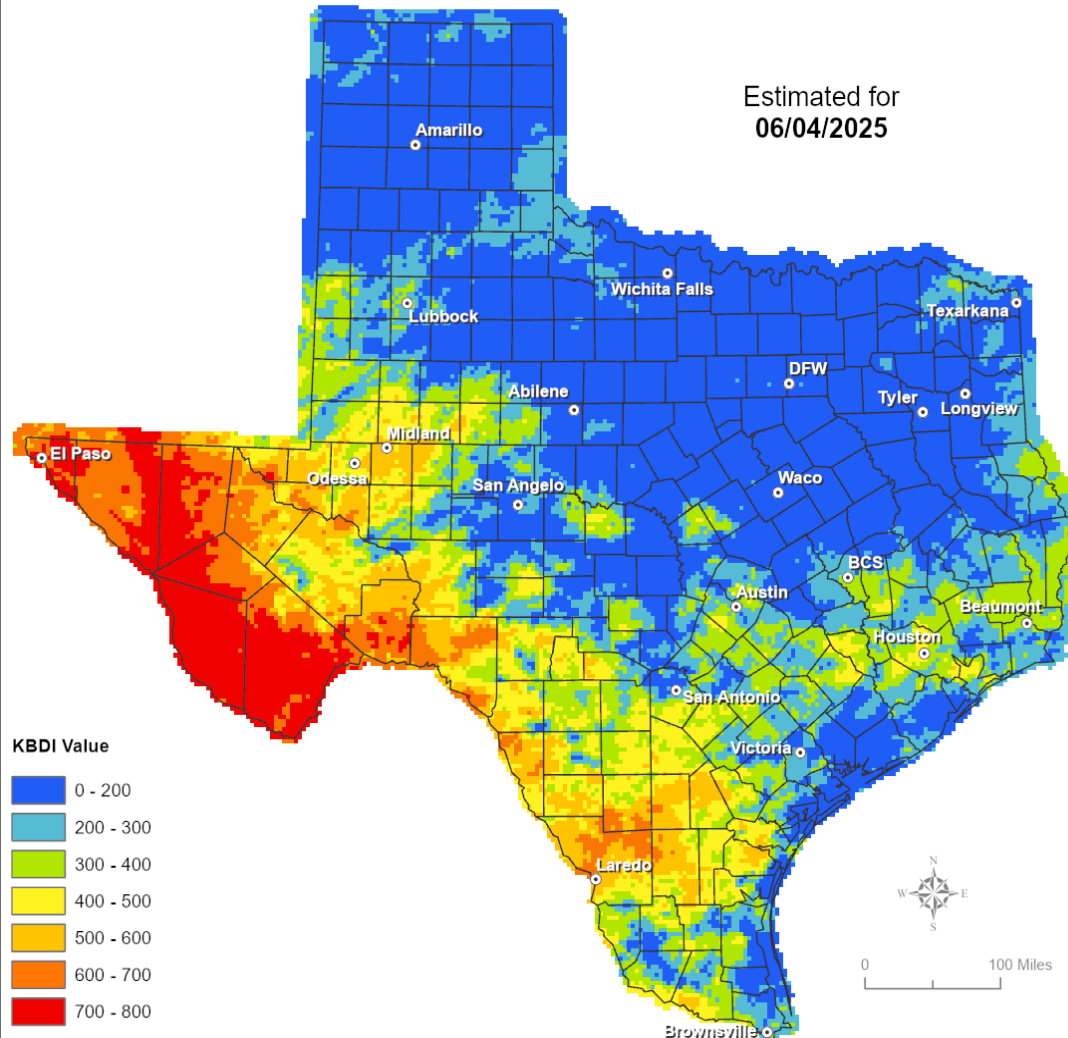 Estimated for
06/04/2025
Amarillo
Wichita Falls
Lubbock
Texarkana
DFW
Abilene
Tyler
Longview
Midland
El Paso
Odessa
San Angelo
Waco
BCS
Austin
Beaumont
Houston
San Antonio
Victoria
Laredo
Brownsville
KBDI Value
0 - 200
200 - 300
300 - 400
400 - 500
500 - 600
600 - 700
700 - 800
N
W E
S
0 100 Miles